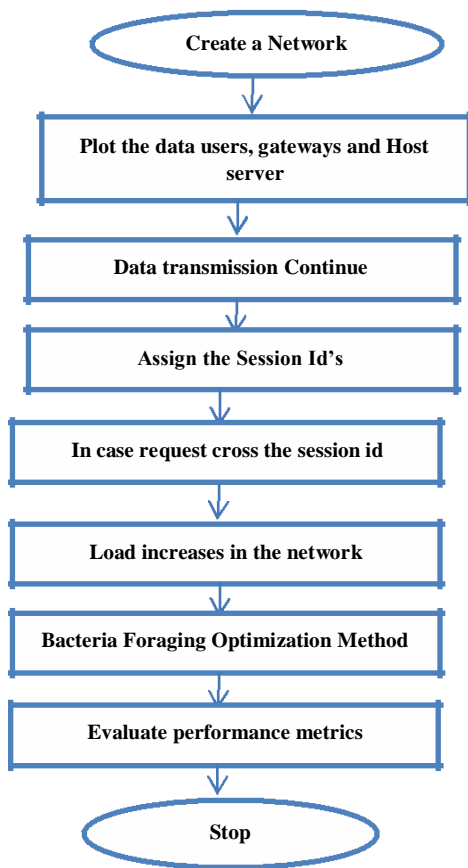 Create a Network
Plot the data users, gateways and Host
server
Data transmission Continue
Assign the Session Id's
In case request cross the session id
Load increases in the network
Bacteria Foraging Optimization Method
Evaluate performance metrics
Stop